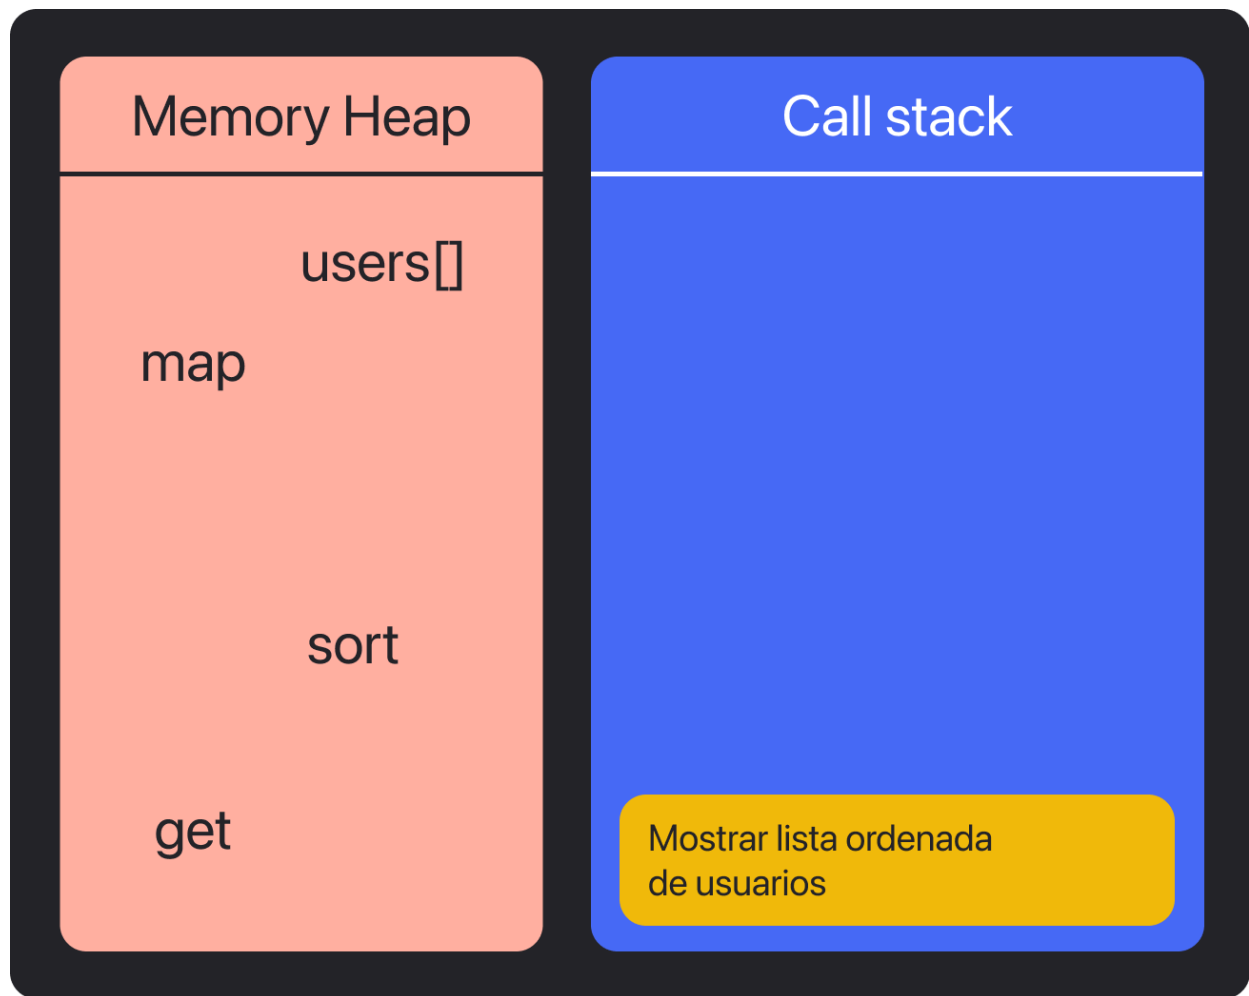 Memory Heap
users[]
map
sort
get
Call stack
Mostrar lista ordenada
de usuarios